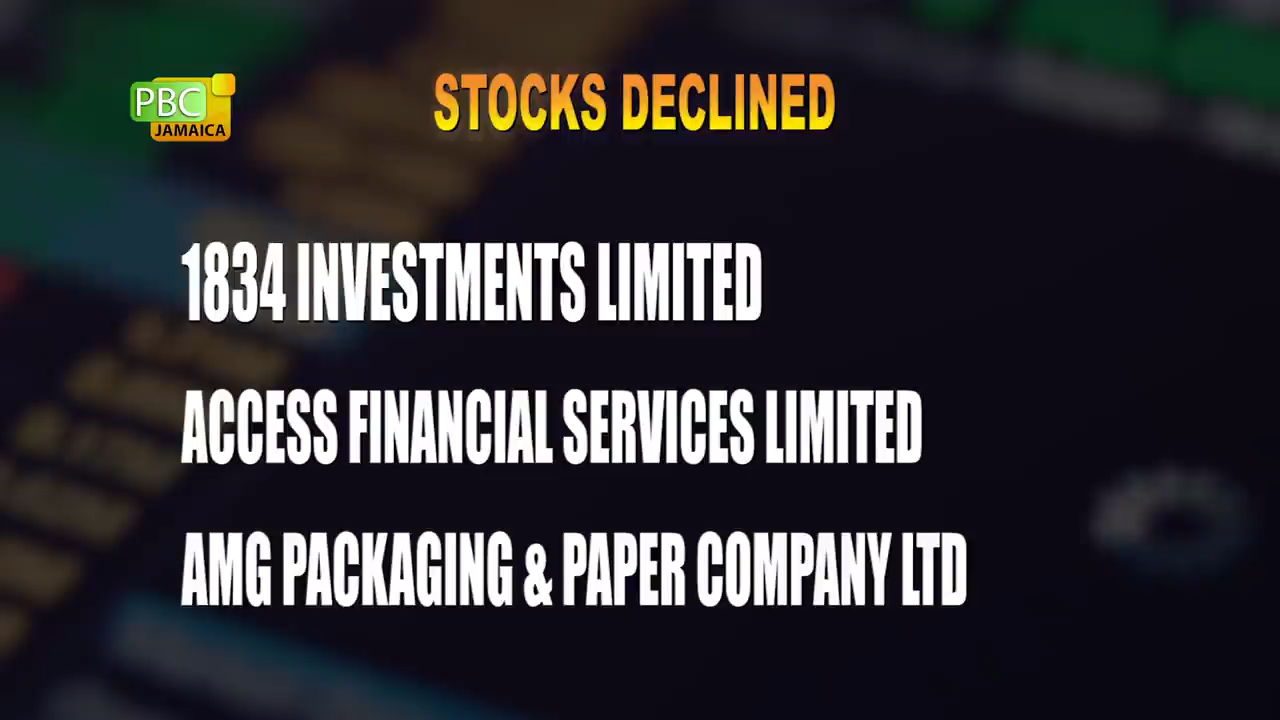 PBC
JAMAICA
STOCKS DECLINED
1834 INVESTMENTS LIMITED
ACCESS FINANCIAL SERVICES LIMITED
AMG PACKAGING & PAPER COMPANY LTD